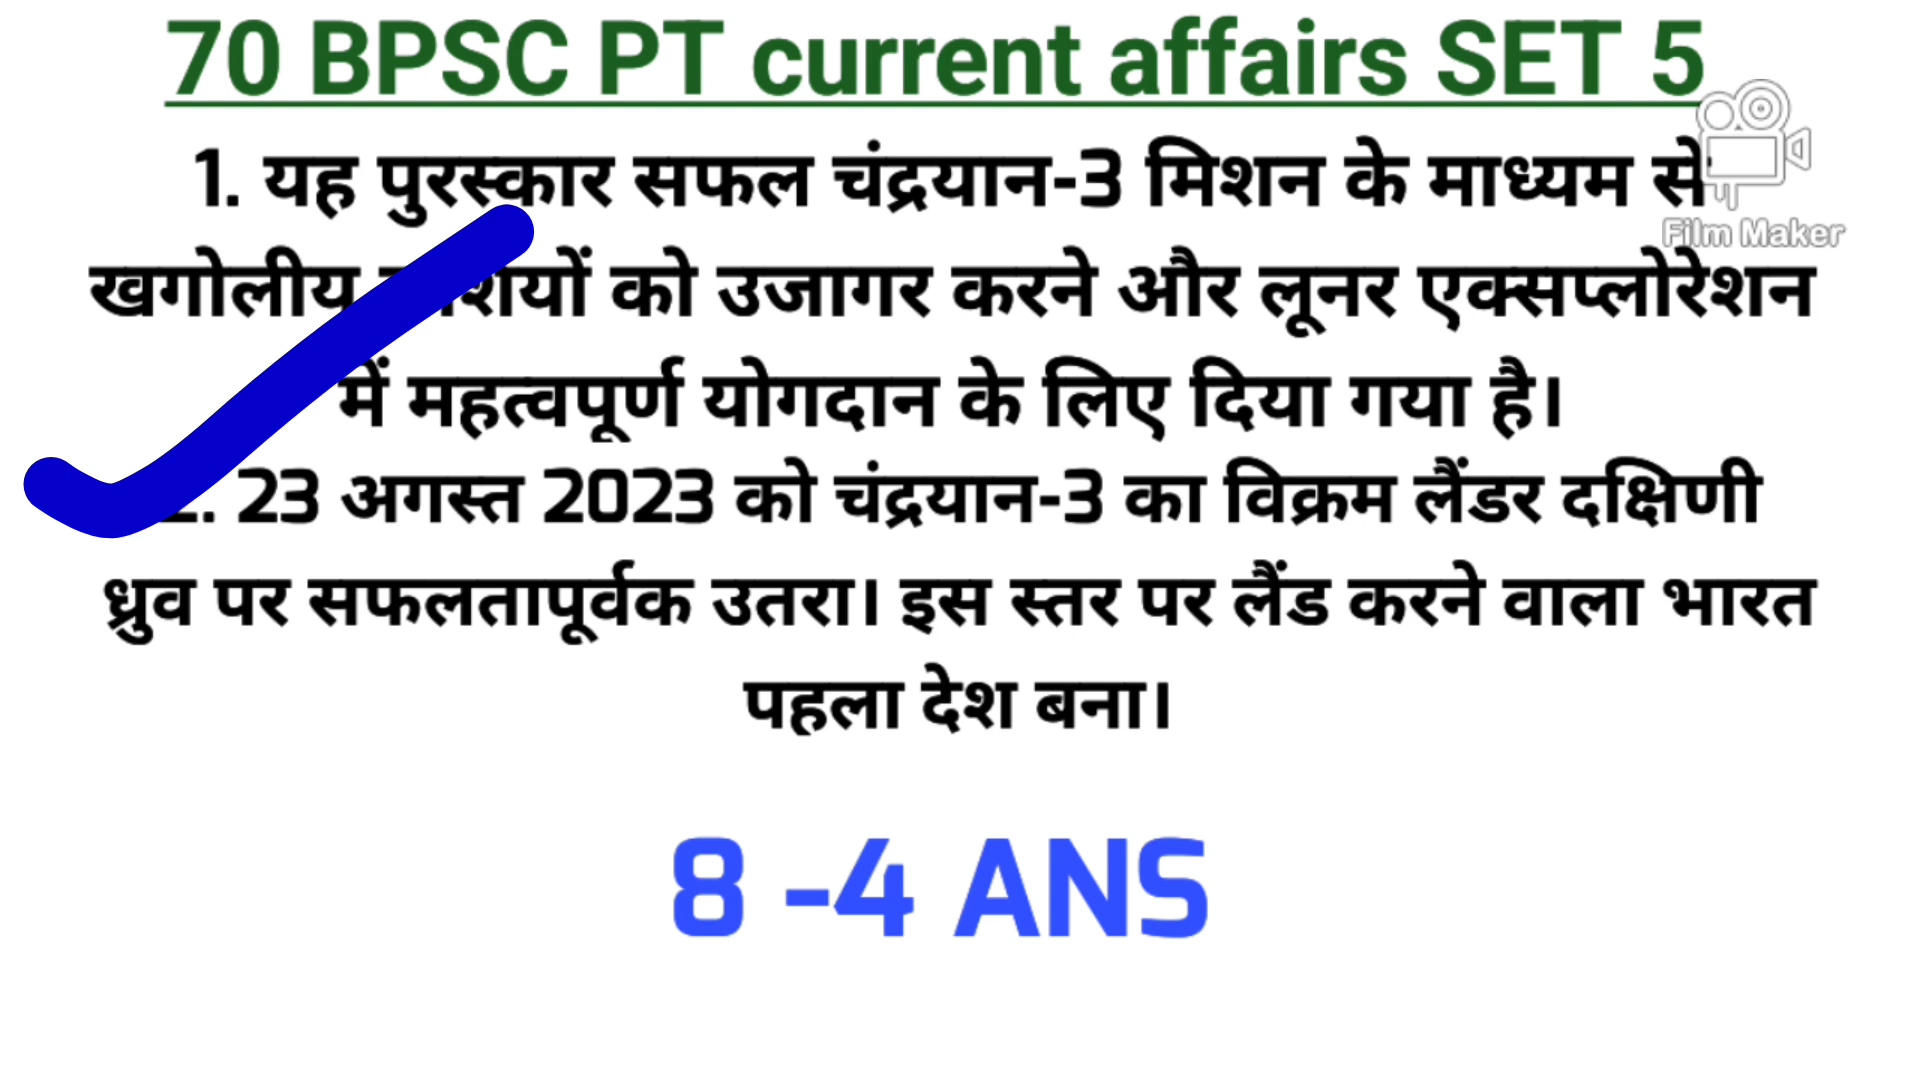 70 BPSC PT current affairs SET 5
1. यह पुरस्कार सफल चंद्रयान-3 मिशन के माध्यम से
Film Maker
खगोलीय को उजागर करने और लूनर एक्सप्लोरेशन
में महत्वपूर्ण योगदान के लिए दिया गया है।
2. 23 अगस्त 2023 को चंद्रयान-3 का विक्रम लैंडर दक्षिणी
ध्रुव पर सफलतापूर्वक उतरा। इस स्तर पर लैंड करने वाला भारत
पहला देश बना।
8 -4 ANS